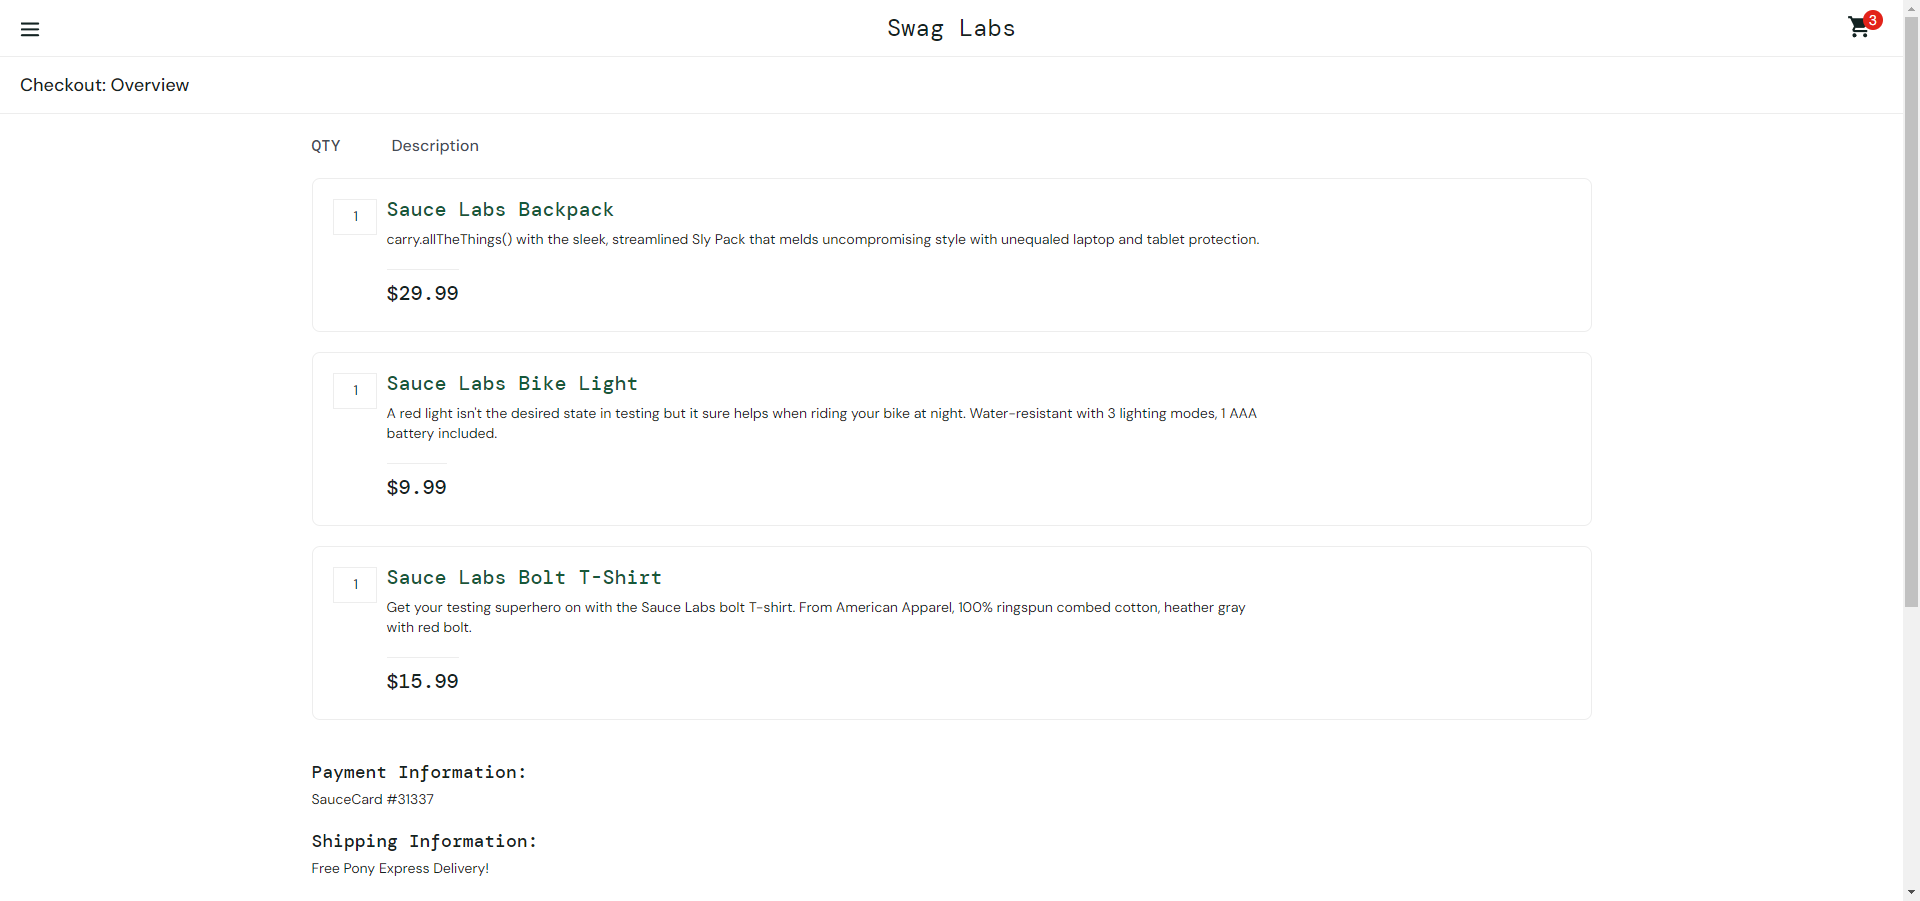 Swag Labs
3
Checkout: Overview
QTY Description
1
Sauce Labs Backpack
carry.allTheThings() with the sleek, streamlined Sly Pack that melds uncompromising style with unequaled laptop and tablet protection.
$29.99
1
Sauce Labs Bike Light
A red light isn't the desired state in testing but it sure helps when riding your bike at night. Water-resistant with 3 lighting modes, 1 AAA
battery included.
$9.99
1
Sauce Labs Bolt T-Shirt
Get your testing superhero on with the Sauce Labs bolt T-shirt. From American Apparel, 100% ringspun combed cotton, heather gray
with red bolt.
$15.99
Payment Information:
SauceCard #31337
Shipping Information:
Free Pony Express Delivery!